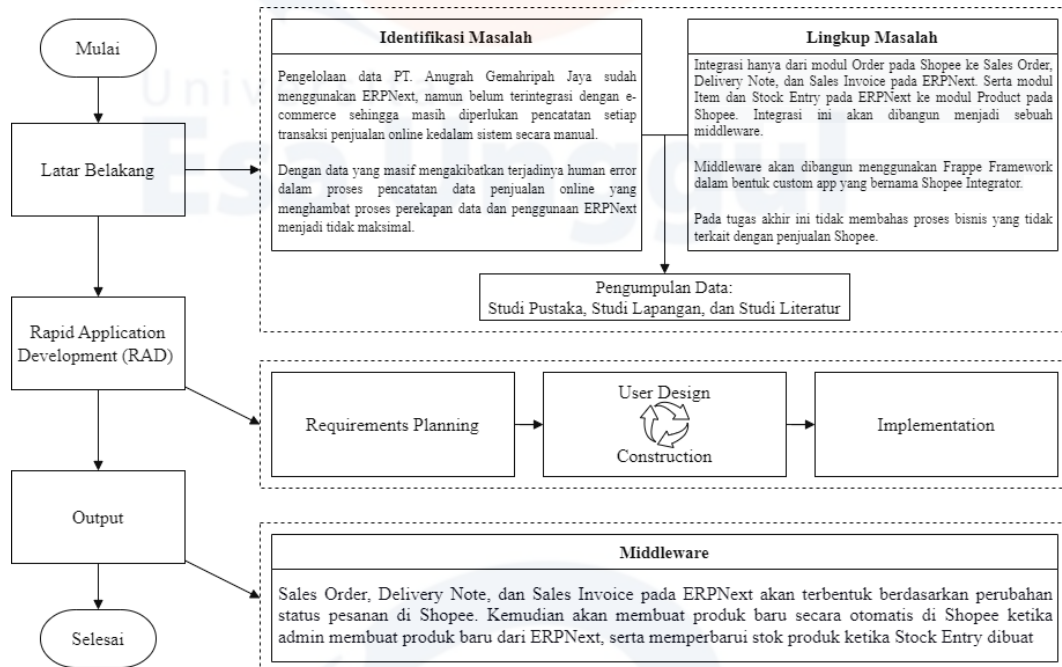 Mulai
Latar Belakang
Identifikasi Masalah
Pengelolaan data PT. Anugrah Gemahripah Jaya sudah
menggunakan ERPNext, namun belum terintegrasi dengan e-
commerce sehingga masih diperlukan pencatatan setiap
transaksi penjualan online kedalam sistem secara manual.
Dengan data yang masif mengakibatkan terjadinya human error
dalam proses pencatatan data penjualan online yang
menghambat proses perekapan data dan penggunaan ERPNext
menjadi tidak maksimal.
Lingkup Masalah
Integrasi hanya dari modul Order pada Shopee ke Sales Order,
Delivery Note, dan Sales Invoice pada ERPNext. Serta modul
Item dan Stock Entry pada ERPNext ke modul Product pada
Shopee. Integrasi ini akan dibangun menjadi sebuah
middleware.
Middleware akan dibangun menggunakan Frappe Framework
dalam bentuk custom app yang bernama Shopee Integrator.
Pada tugas akhir ini tidak membahas proses bisnis yang tidak
terkait dengan penjualan Shopee.
Pengumpulan Data:
Studi Pustaka, Studi Lapangan, dan Studi Literatur
Rapid Application
Development (RAD)
Requirements Planning
User Design
Construction
Implementation
Output
Middleware
Sales Order, Delivery Note, dan Sales Invoice pada ERPNext akan terbentuk berdasarkan perubahan
status pesanan di Shopee. Kemudian akan membuat produk baru secara otomatis di Shopee ketika
admin membuat produk baru dari ERPNext, serta memperbarui stok produk ketika Stock Entry dibuat
Selesai
Esa Unggul